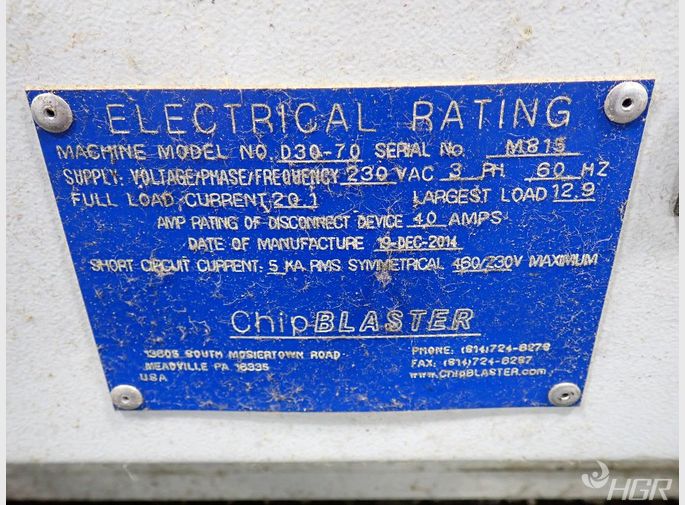 ELECTRICAL RATING
MACHINE MODEL NO. D30-70 SERIAL No. M815
SUPPLY: VOLTAGE/PHASE/FREQUENCY 230 VAC 3 PH 60 HZ
FULL LOAD CURRENT 20.1 LARGEST LOAD 12.9
AMP RATING OF DISCONNECT DEVICE 40 AMPS
DATE OF MANUFACTURE 19-DEC-2014
SHORT CIRCUIT CURRENT: 5 KA RMS SYMMETRICAL 460/230V MAXIMUM
ChipBLASTER
13605 SOUTH MOSIERTOWN ROAD
MEADVILLE PA 16335
U.S.A
PHONE: (814)724-6278
FAX: (814)724-6287
www.ChipBLASTER.com
HGR